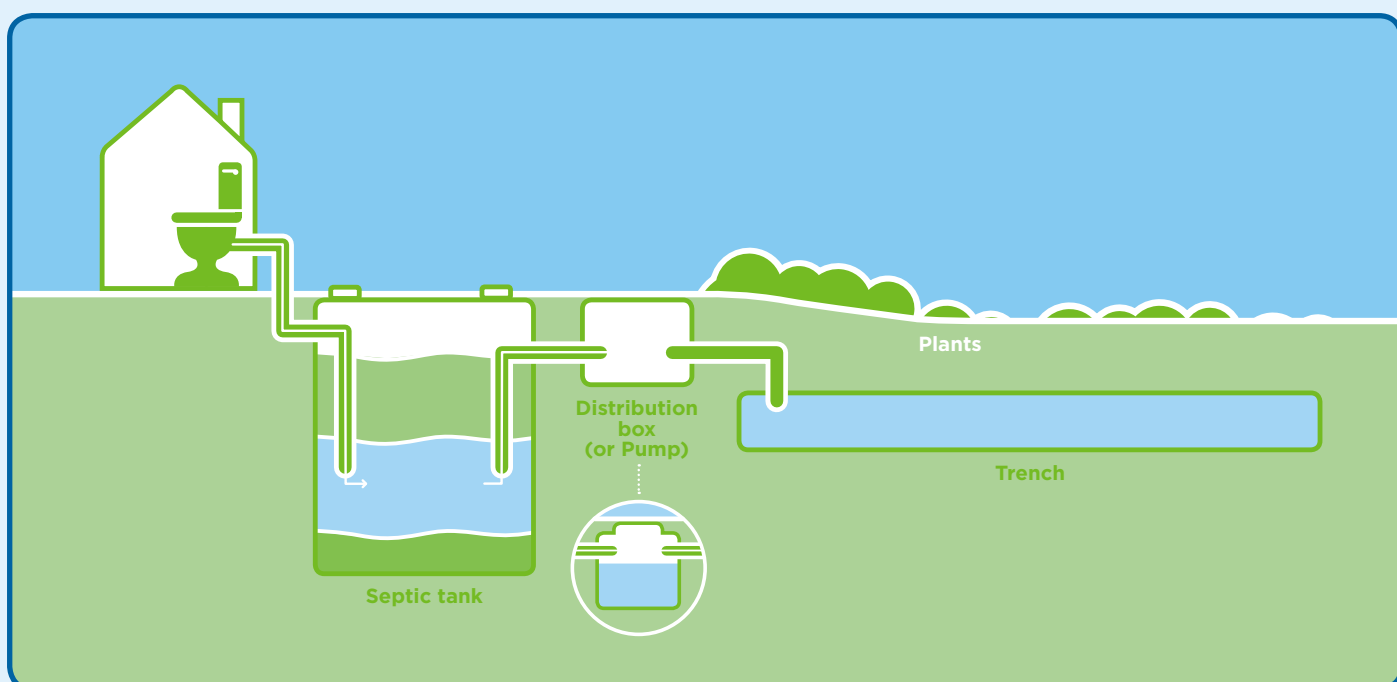 Plants
Distribution
box
(or Pump)
Trench
Septic tank